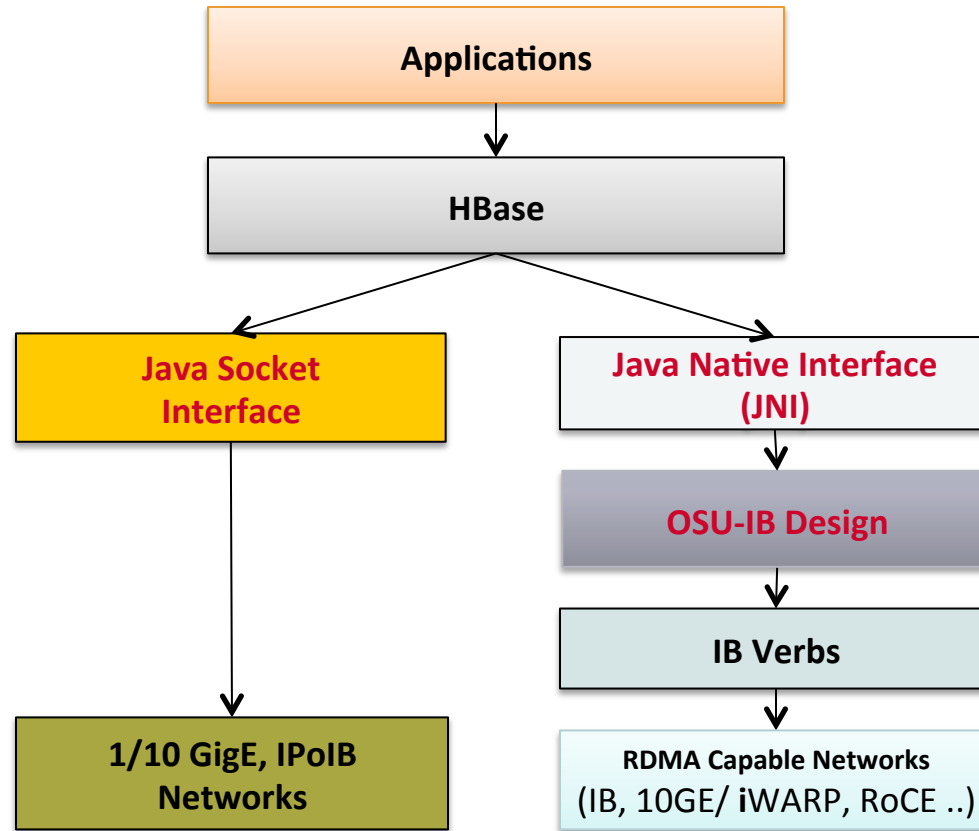 Applications
HBase
Java Socket
Interface
Java Native Interface
(JNI)
OSU-IB Design
IB Verbs
1/10 GigE, IPoIB
Networks
RDMA Capable Networks
(IB, 10GE/ iWARP, RoCE ..)